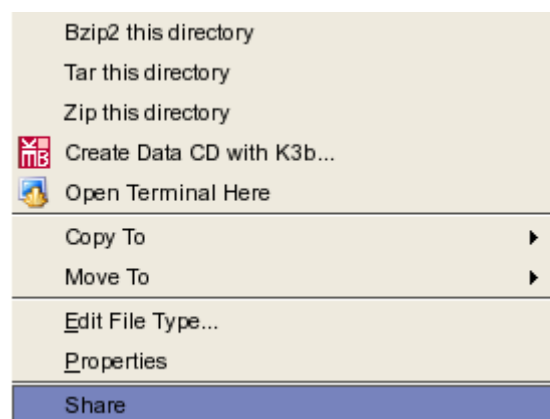 Bzip2 this directory
Tar this directory
Zip this directory
Create Data CD with K3b...
Open Terminal Here
Copy To
Move To
Edit File Type...
Properties
Share